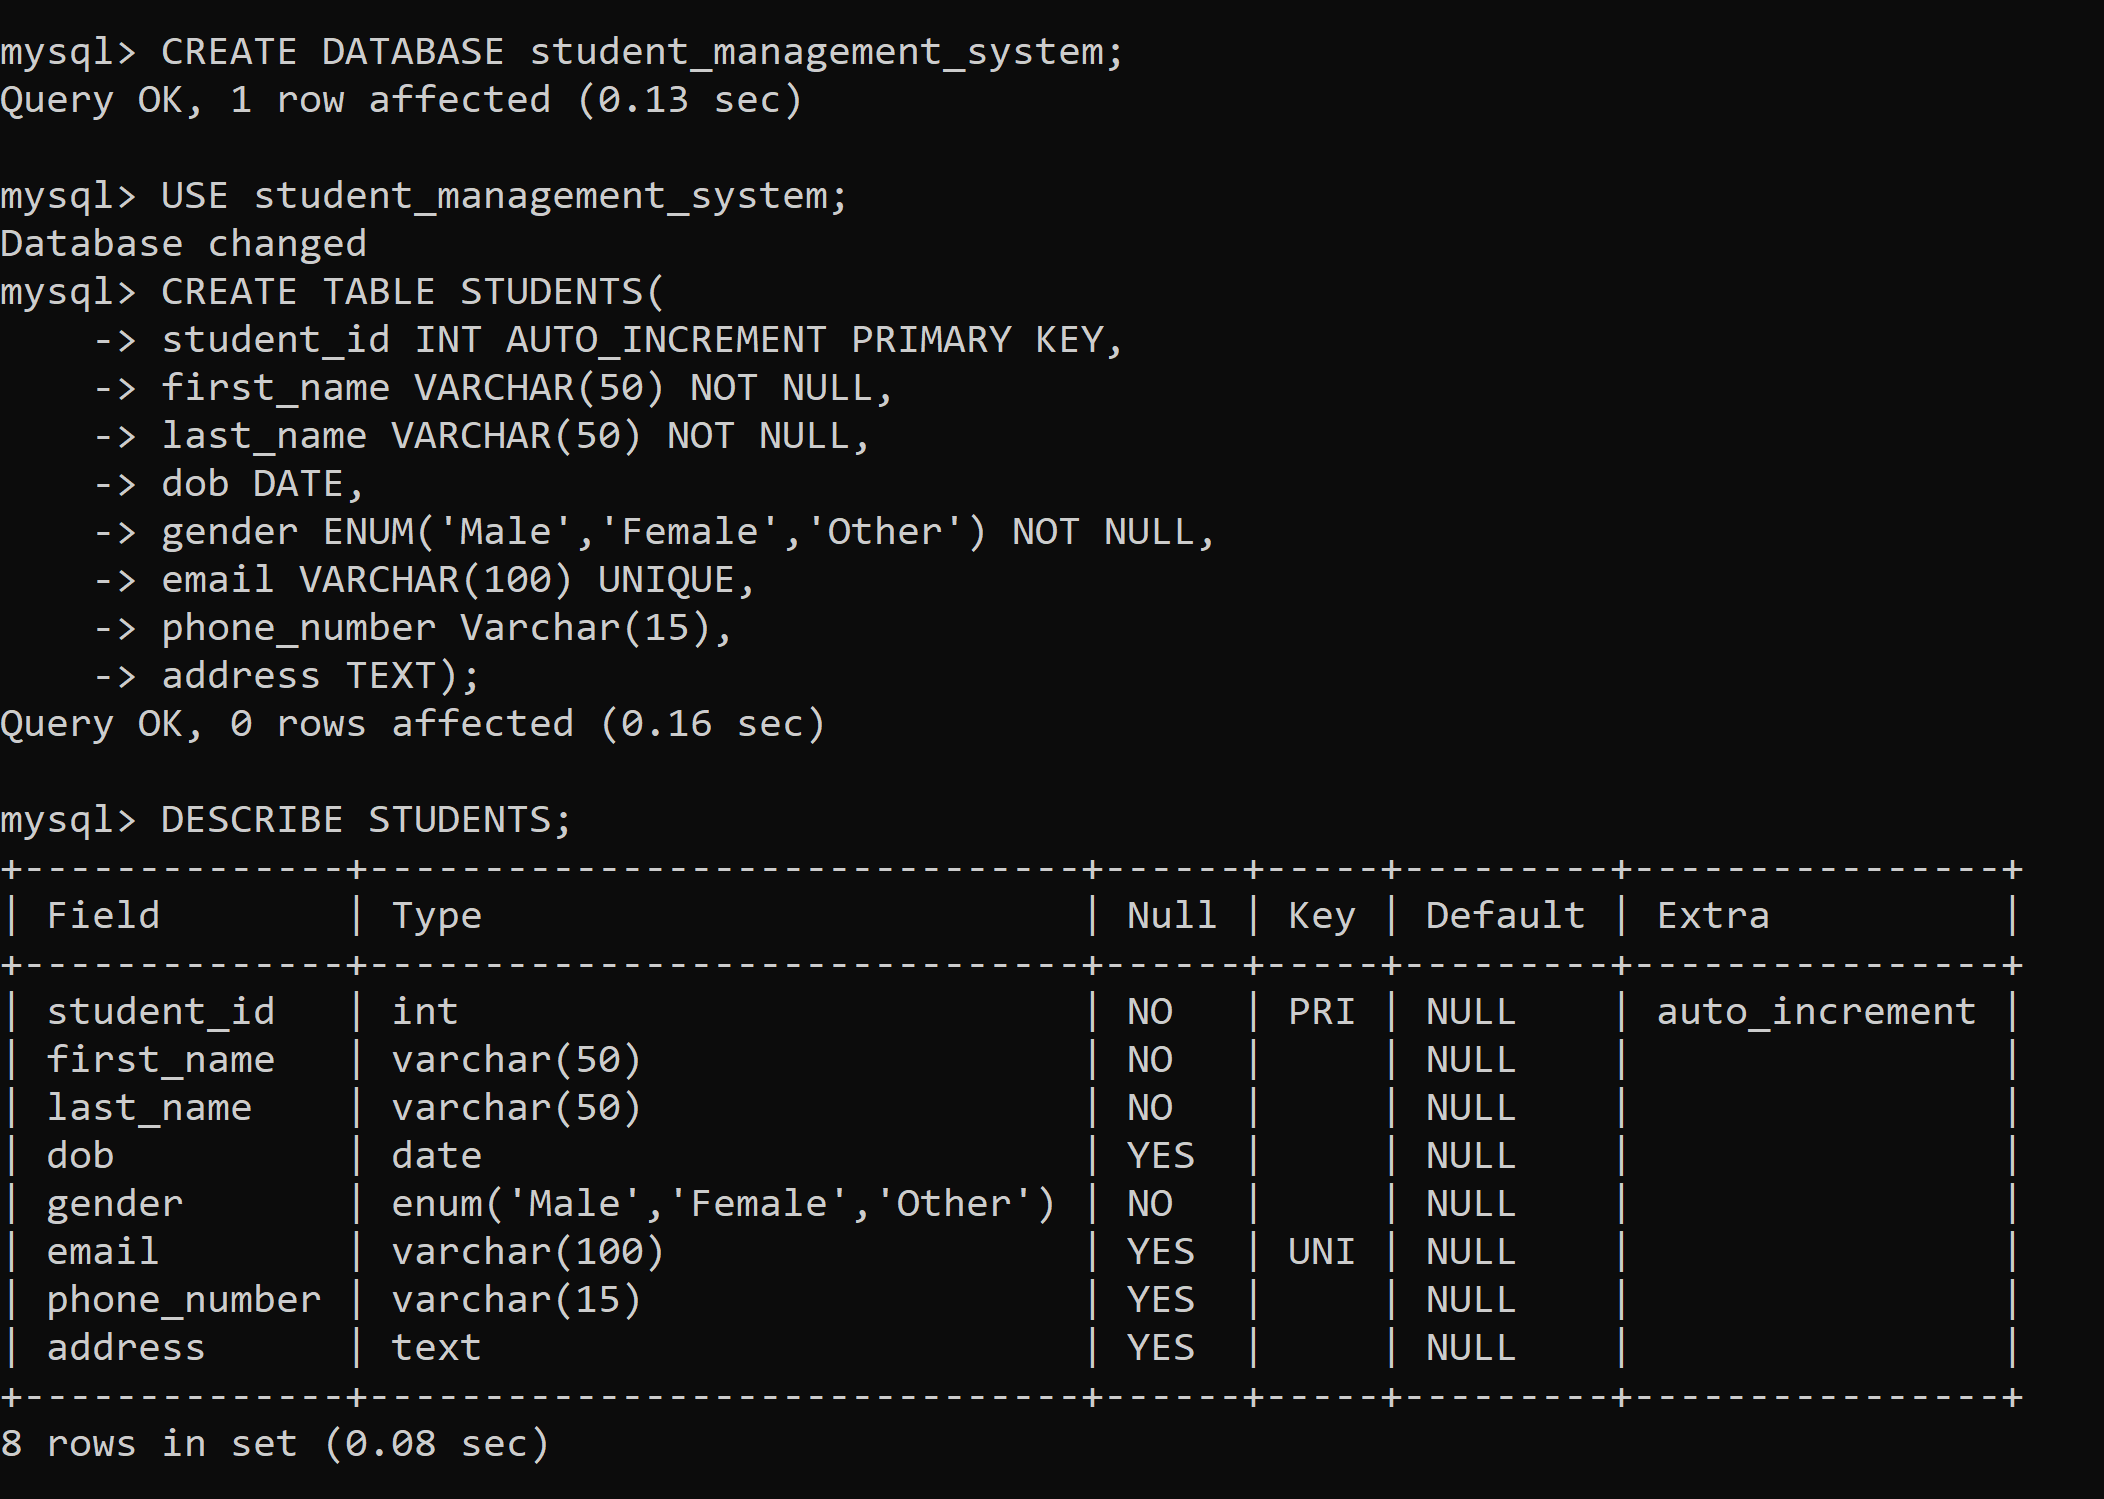 mysql> CREATE DATABASE student_management_system;
Query OK, 1 row affected (0.13 sec)

mysql> USE student_management_system;
Database changed
mysql> CREATE TABLE STUDENTS(
    -> student_id INT AUTO_INCREMENT PRIMARY KEY,
    -> first_name VARCHAR(50) NOT NULL,
    -> last_name VARCHAR(50) NOT NULL,
    -> dob DATE,
    -> gender ENUM('Male','Female','Other') NOT NULL,
    -> email VARCHAR(100) UNIQUE,
    -> phone_number Varchar(15),
    -> address TEXT);
Query OK, 0 rows affected (0.16 sec)

mysql> DESCRIBE STUDENTS;
+--------------+-------------------------------+------+-----+---------+----------------+
| Field        | Type                          | Null | Key | Default | Extra          |
+--------------+-------------------------------+------+-----+---------+----------------+
| student_id   | int                           | NO   | PRI | NULL    | auto_increment |
| first_name   | varchar(50)                   | NO   |     | NULL    |                |
| last_name    | varchar(50)                   | NO   |     | NULL    |                |
| dob          | date                          | YES  |     | NULL    |                |
| gender       | enum('Male','Female','Other') | NO   |     | NULL    |                |
| email        | varchar(100)                  | YES  | UNI | NULL    |                |
| phone_number | varchar(15)                   | YES  |     | NULL    |                |
| address      | text                          | YES  |     | NULL    |                |
+--------------+-------------------------------+------+-----+---------+----------------+
8 rows in set (0.08 sec)